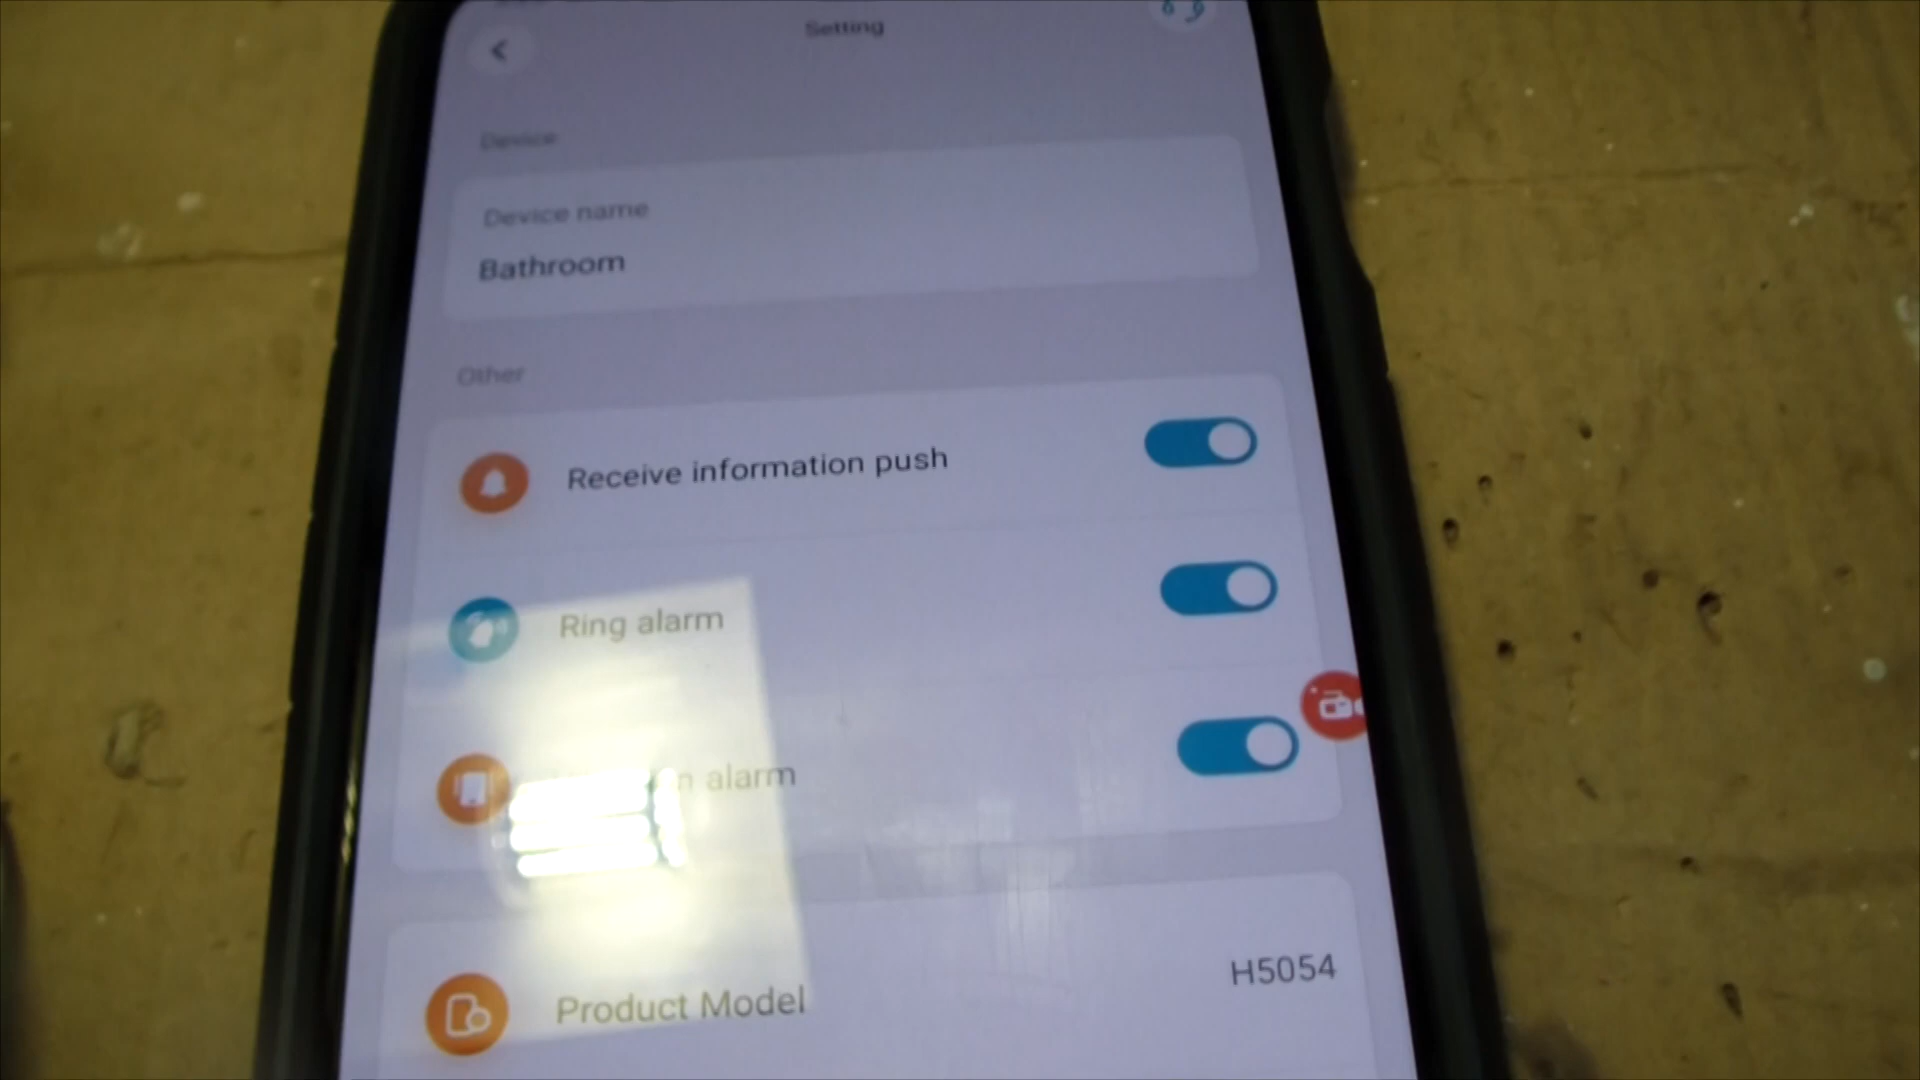 Setting
Device
Device name
Bathroom
Other
Receive information push
Ring alarm
alarm
Product Model
H5054